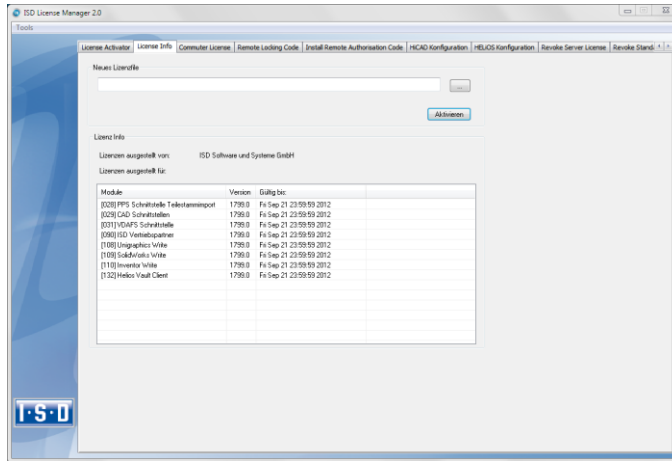 ISD License Manager 2.0
Tools
License Activator License Info Commuter License Remote Locking Code Install Remote Authorisation Code HiCAD Konfiguration HELiOS Konfiguration Revoke Server License Revoke Standa
Neues Lizenzfile
...
Aktivieren
Lizenz Info
Lizenzen ausgestellt von: ISD Software und Systeme GmbH
Lizenzen ausgestellt für:
Module Version Gültig bis:
[028] PPS Schnittstelle Teilestammimport 1799.0 Fri Sep 21 23:59:59 2012
[029] CAD Schnittstellen 1799.0 Fri Sep 21 23:59:59 2012
[031] VDAFS Schnittstelle 1799.0 Fri Sep 21 23:59:59 2012
[090] ISD Vertriebspartner 1799.0 Fri Sep 21 23:59:59 2012
[108] Unigraphics Write 1799.0 Fri Sep 21 23:59:59 2012
[109] SolidWorks Write 1799.0 Fri Sep 21 23:59:59 2012
[110] Inventor Write 1799.0 Fri Sep 21 23:59:59 2012
[132] Helios Vault Client 1799.0 Fri Sep 21 23:59:59 2012
I·S·D